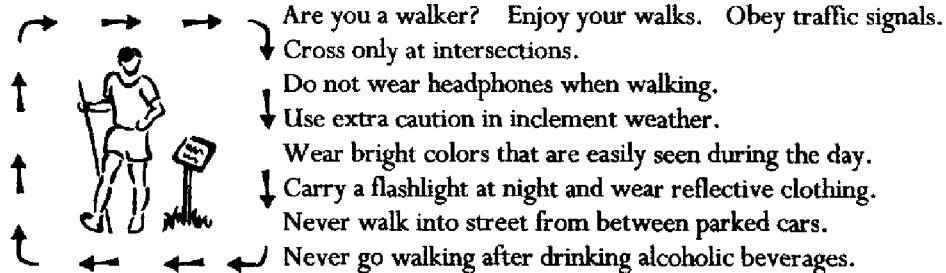 Are you a walker? Enjoy your walks. Obey traffic signals.
Cross only at intersections.
Do not wear headphones when walking.
Use extra caution in inclement weather.
Wear bright colors that are easily seen during the day.
Carry a flashlight at night and wear reflective clothing.
Never walk into street from between parked cars.
Never go walking after drinking alcoholic beverages.